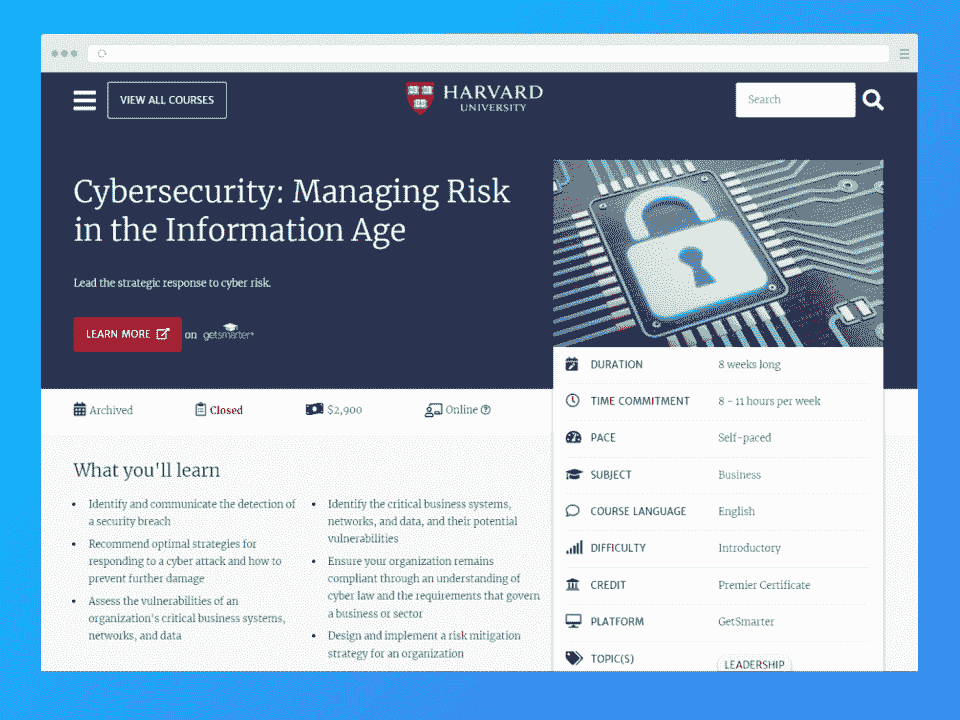 VIEW ALL COURSES
HARVARD
UNIVERSITY
Search
Cybersecurity: Managing Risk
in the Information Age
Lead the strategic response to cyber risk.
LEARN MORE on getsmarter
Archived
Closed
$2,900
Online
What you'll learn
Identify and communicate the detection of
a security breach
Recommend optimal strategies for
responding to a cyber attack and how to
prevent further damage
Assess the vulnerabilities of an
organization's critical business systems,
networks, and data
Identify the critical business systems,
networks, and data, and their potential
vulnerabilities
Ensure your organization remains
compliant through an understanding of
cyber law and the requirements that govern
a business or sector
Design and implement a risk mitigation
strategy for an organization
DURATION 8 weeks long
TIME COMMITMENT 8 - 11 hours per week
PACE Self-paced
SUBJECT Business
COURSE LANGUAGE English
DIFFICULTY Introductory
CREDIT Premier Certificate
PLATFORM GetSmarter
TOPIC(S) LEADERSHIP